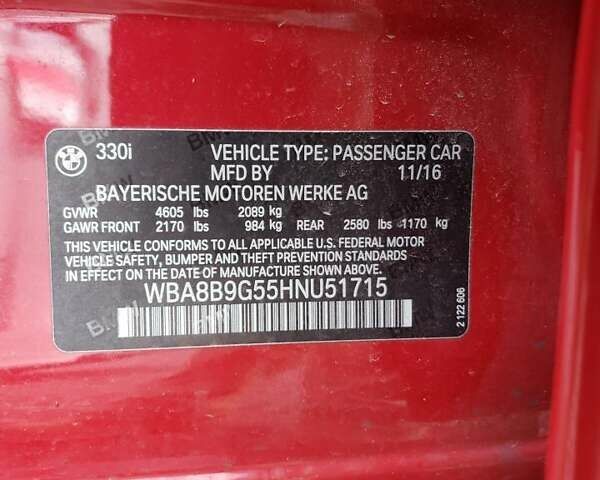 BMW
330i VEHICLE TYPE: PASSENGER CAR
MFD BY 11/16
BAYERISCHE MOTOREN WERKE AG
GVWR 4605 lbs 2089 kg
GAWR FRONT 2170 lbs 984 kg REAR 2580 lbs 1170 kg
THIS VEHICLE CONFORMS TO ALL APPLICABLE U.S. FEDERAL MOTOR
VEHICLE SAFETY, BUMPER AND THEFT PREVENTION STANDARDS
IN EFFECT ON THE DATE OF MANUFACTURE SHOWN ABOVE.
WBA8B9G55HNU51715
2 122 606